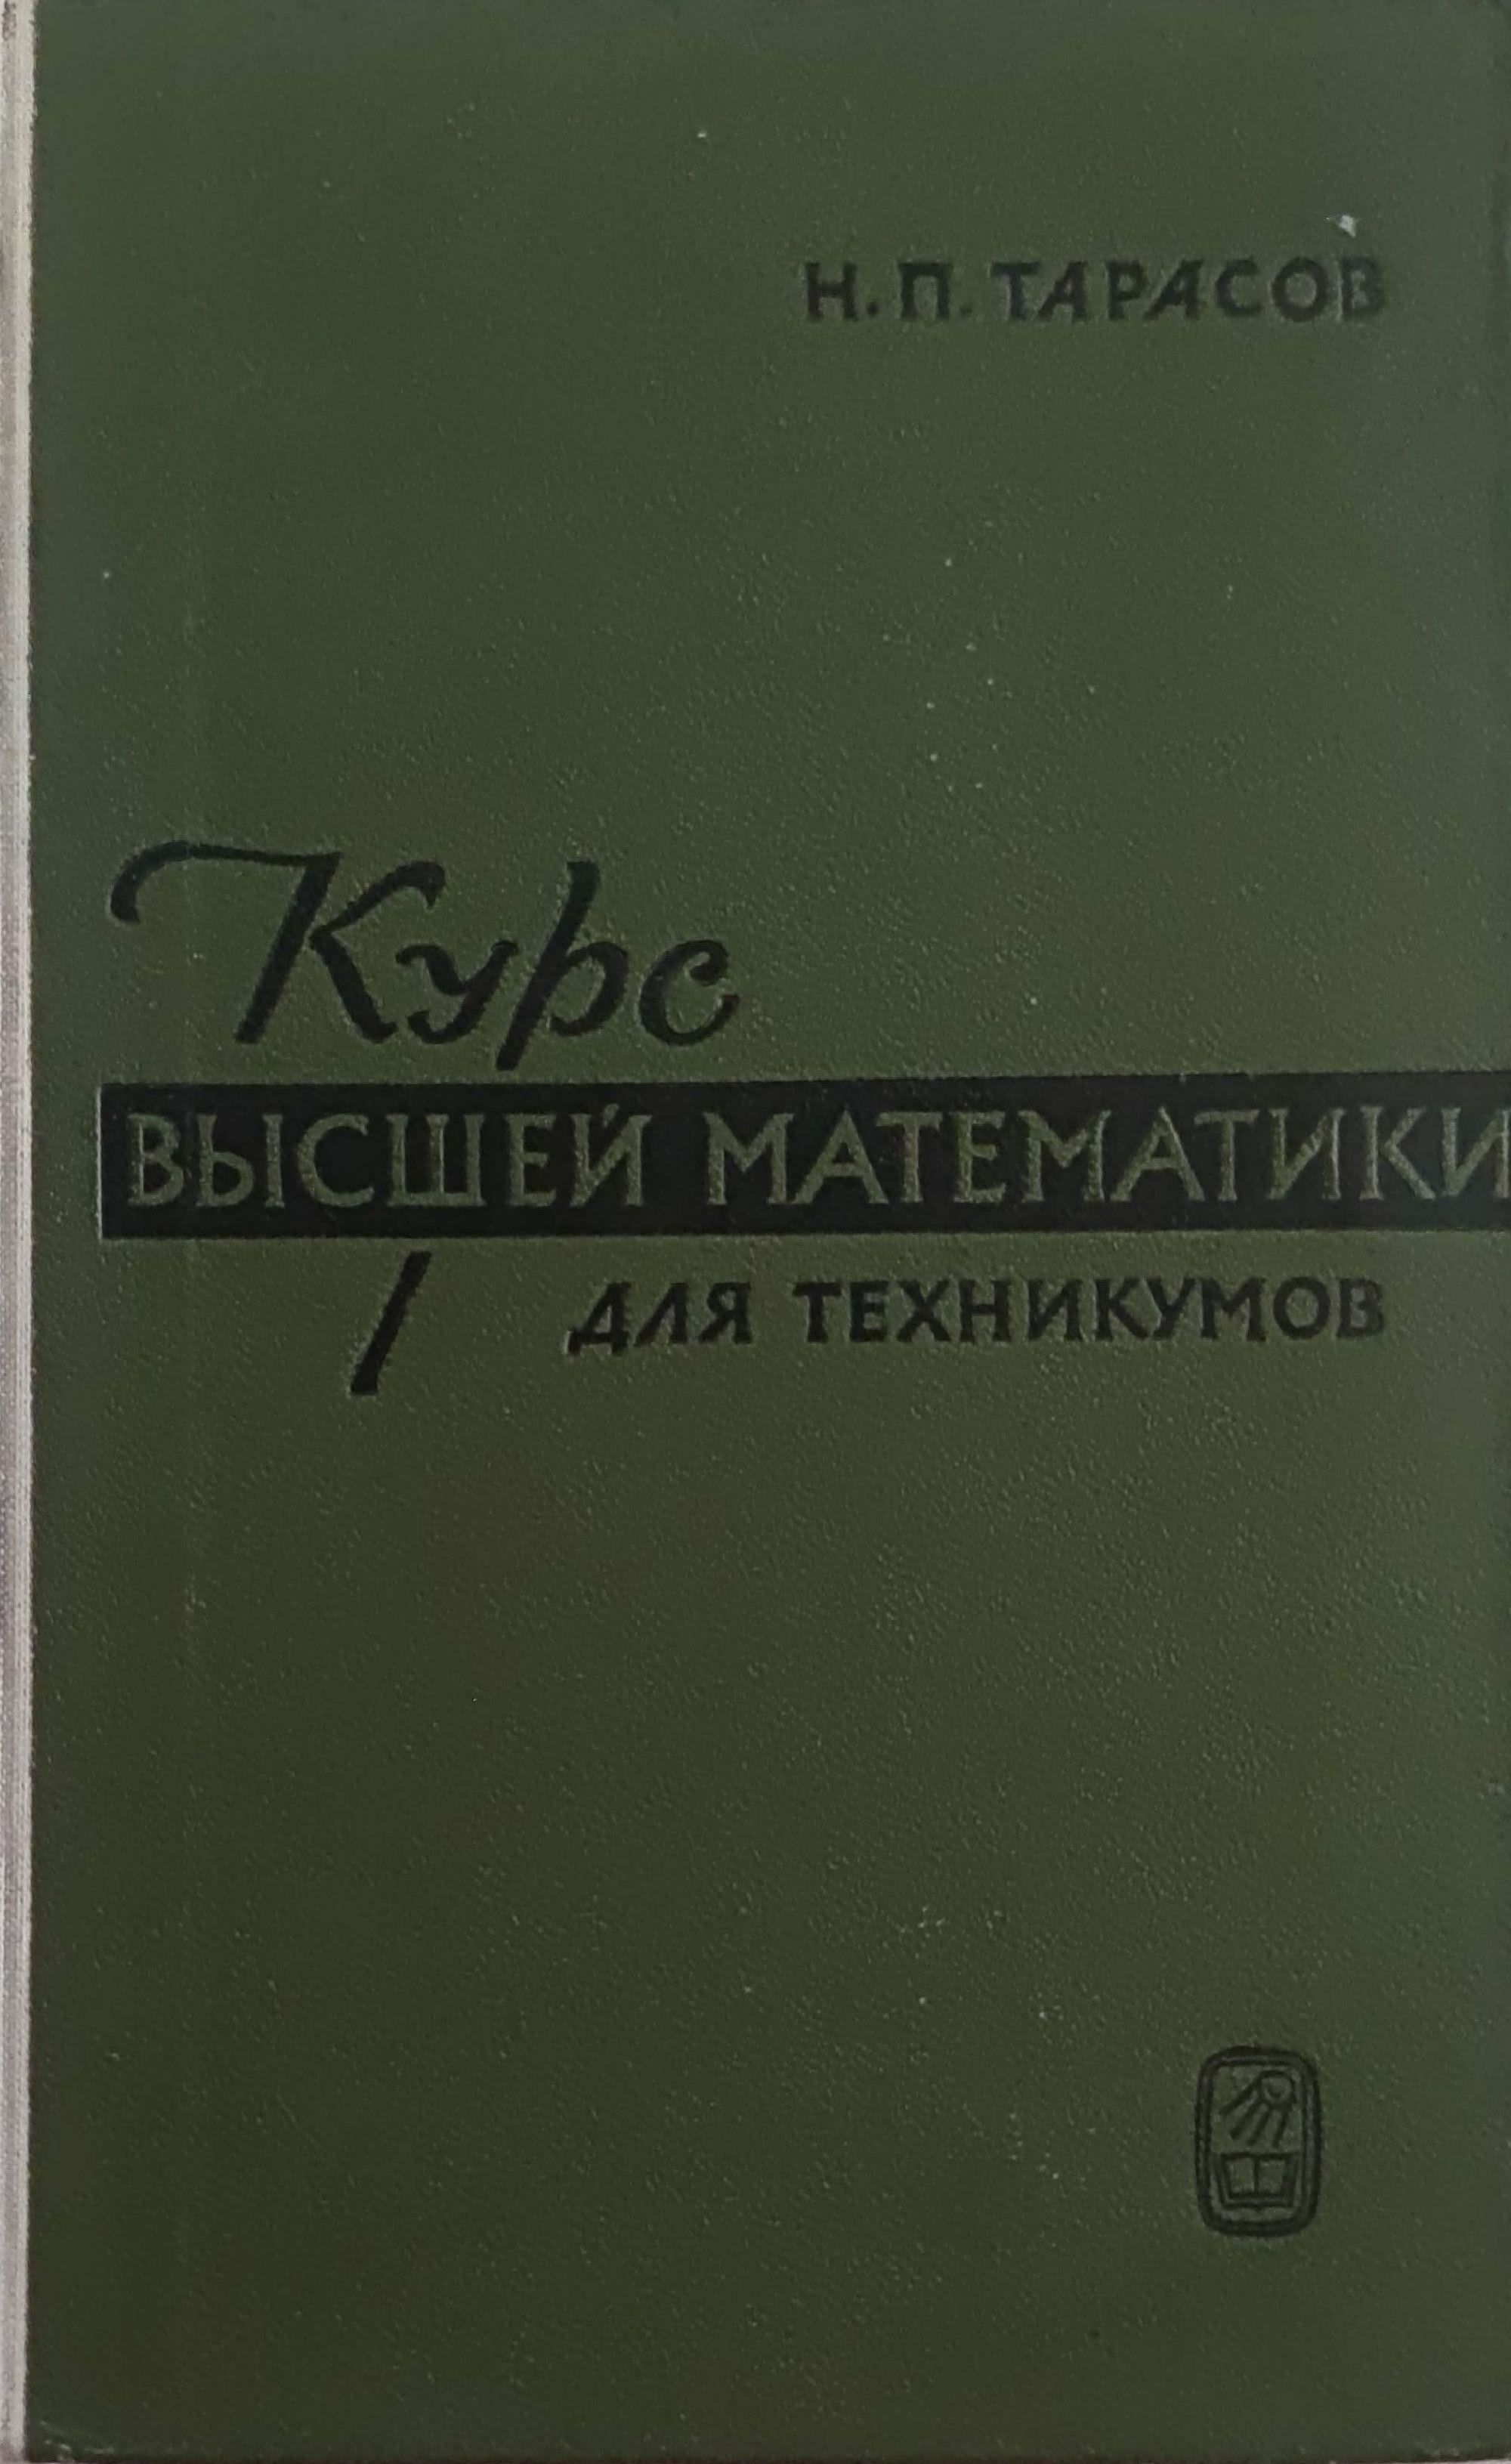 Н. П. ТАРАСОВ
Курс
ВЫСШЕЙ МАТЕМАТИКИ
ДЛЯ ТЕХНИКУМОВ